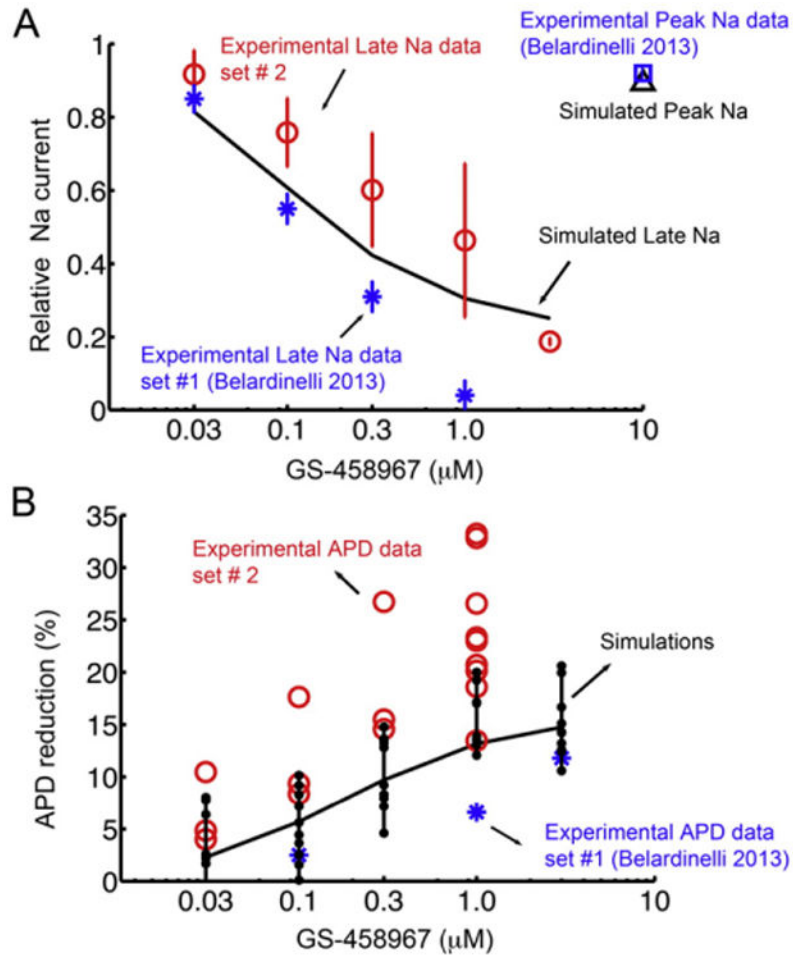 A
Experimental Late Na data
set # 2
Experimental Peak Na data
(Belardinelli 2013)
Simulated Peak Na
Simulated Late Na
Experimental Late Na data
set #1 (Belardinelli 2013)
Relative Na current
1
0.8
0.6
0.4
0.2
0
0.03 0.1 0.3 1.0 10
GS-458967 (μM)
B
Experimental APD data
set # 2
Simulations
Experimental APD data
set #1 (Belardinelli 2013)
APD reduction (%)
35
30
25
20
15
10
5
0
0.03 0.1 0.3 1.0 10
GS-458967 (μM)